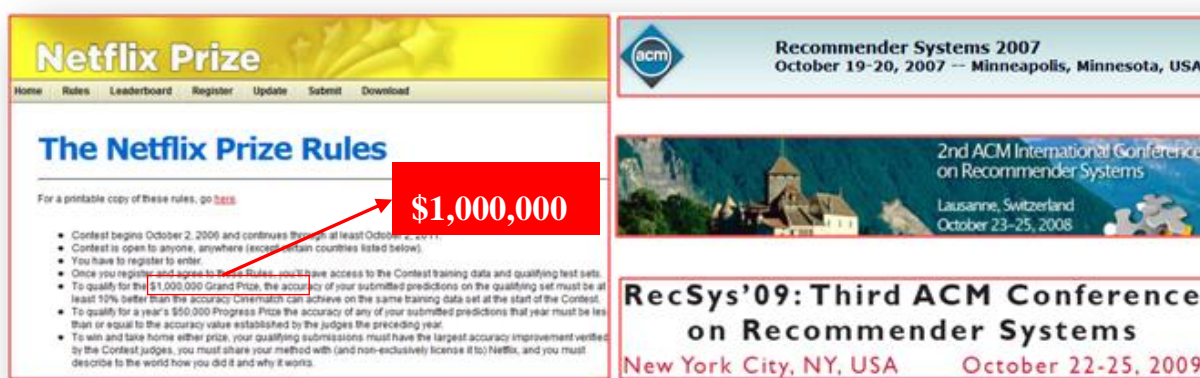 Netflix Prize
Home Rules Leaderboard Register Update Submit Download
The Netflix Prize Rules
For a printable copy of these rules, go here.
$1,000,000
Contest begins October 2, 2006 and continues through at least October 2, 2011.
Contest is open to anyone, anywhere (except certain countries listed below).
You have to register to enter.
Once you register and agree to these Rules, you'll have access to the Contest training data and qualifying test sets.
To qualify for the $1,000,000 Grand Prize, the accuracy of your submitted predictions on the qualifying set must be at
least 10% better than the accuracy Cinematch can achieve on the same training data set at the start of the Contest.
To qualify for a year's $50,000 Progress Prize the accuracy of any of your submitted predictions that year must be les
than or equal to the accuracy value established by the judges the preceding year.
To win and take home either prize, your qualifying submissions must have the largest accuracy improvement verified
by the Contest judges, you must share your method with (and non-exclusively license it to) Netflix, and you must
describe to the world how you did it and why it works.
acm
Recommender Systems 2007
October 19-20, 2007 -- Minneapolis, Minnesota, USA
2nd ACM International Conference
on Recommender Systems
Lausanne, Switzerland
October 23-25, 2008
RecSys'09: Third ACM Conference
on Recommender Systems
New York City, NY, USA October 22-25, 2009